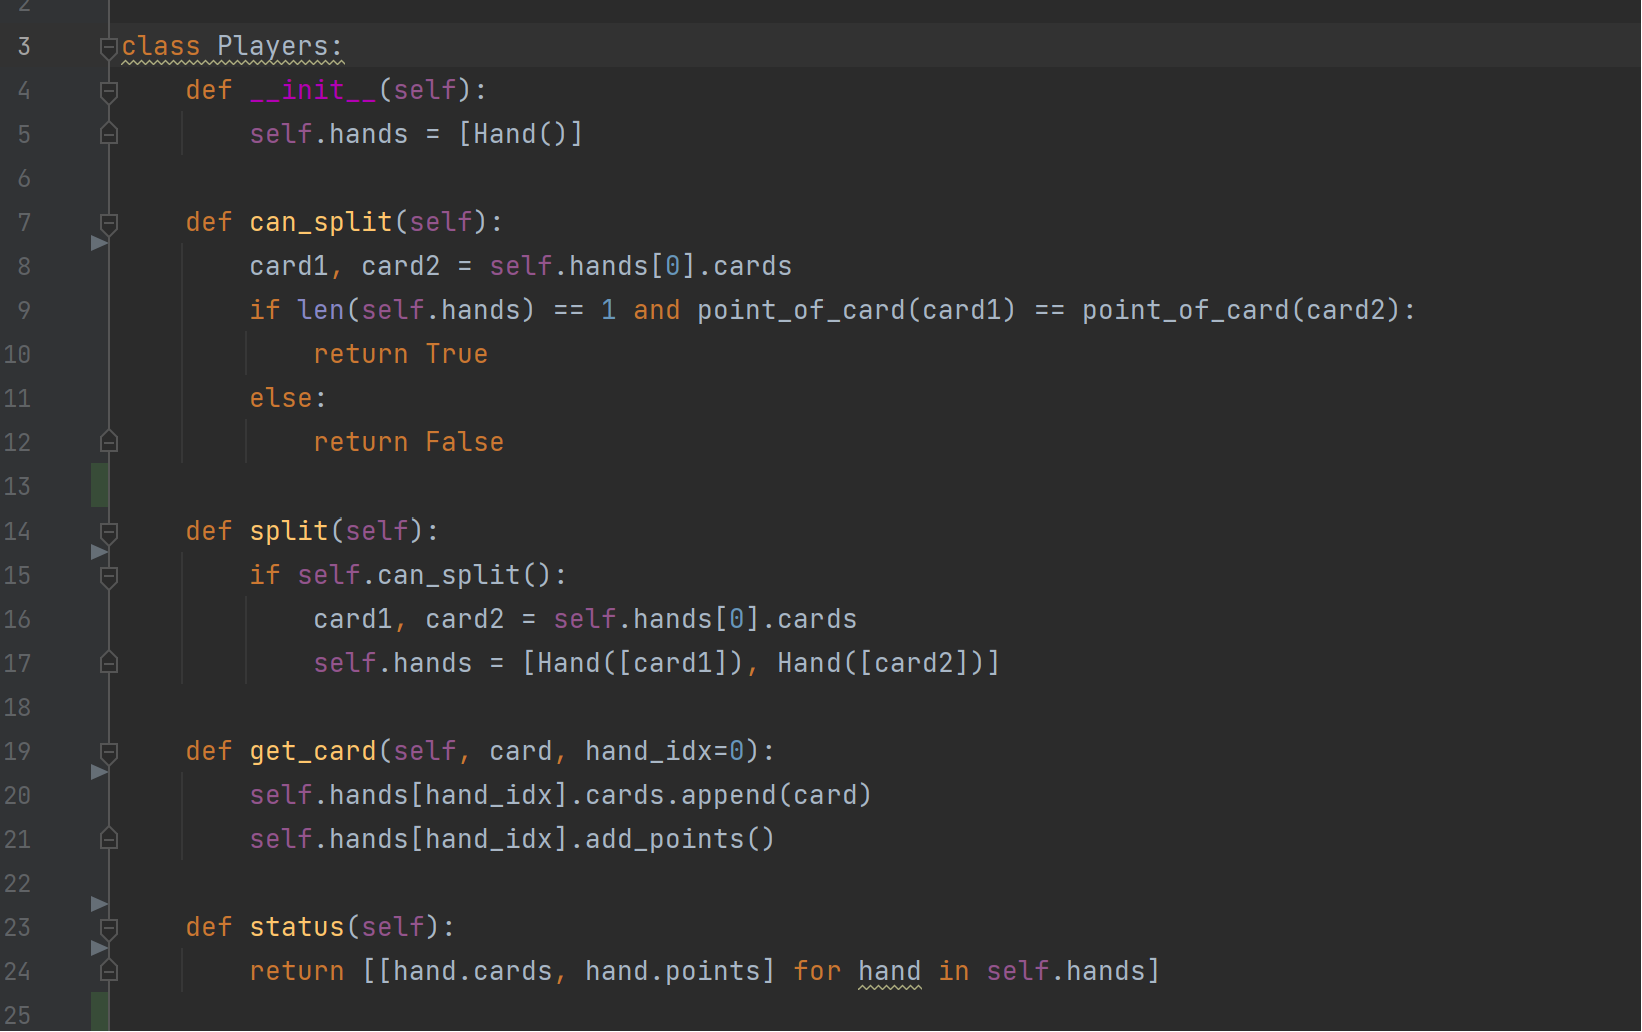 2
3 class Players:
4     def __init__(self):
5         self.hands = [Hand()]
6
7     def can_split(self):
8         card1, card2 = self.hands[0].cards
9         if len(self.hands) == 1 and point_of_card(card1) == point_of_card(card2):
10             return True
11         else:
12             return False
13
14     def split(self):
15         if self.can_split():
16             card1, card2 = self.hands[0].cards
17             self.hands = [Hand([card1]), Hand([card2])]
18
19     def get_card(self, card, hand_idx=0):
20         self.hands[hand_idx].cards.append(card)
21         self.hands[hand_idx].add_points()
22
23     def status(self):
24         return [[hand.cards, hand.points] for hand in self.hands]
25